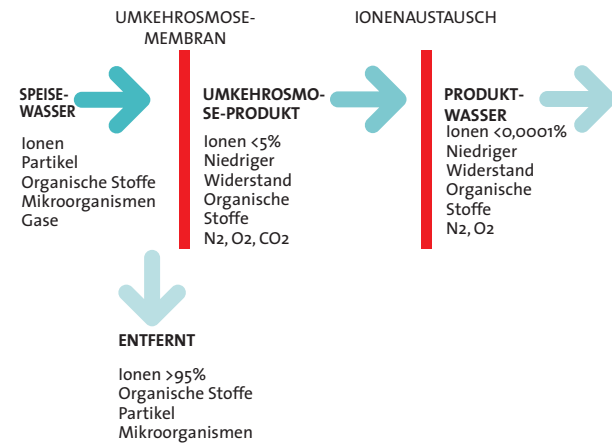 UMKEHROSMOSE-
MEMBRAN
IONENAUSTAUSCH
SPEISE-
WASSER
Ionen
Partikel
Organische Stoffe
Mikroorganismen
Gase
UMKEHROSMO-
SE-PRODUKT
Ionen <5%
Niedriger
Widerstand
Organische
Stoffe
N2, O2, CO2
PRODUKT-
WASSER
Ionen <0,0001%
Niedriger
Widerstand
Organische
Stoffe
N2, O2
ENTFERNT
Ionen >95%
Organische Stoffe
Partikel
Mikroorganismen